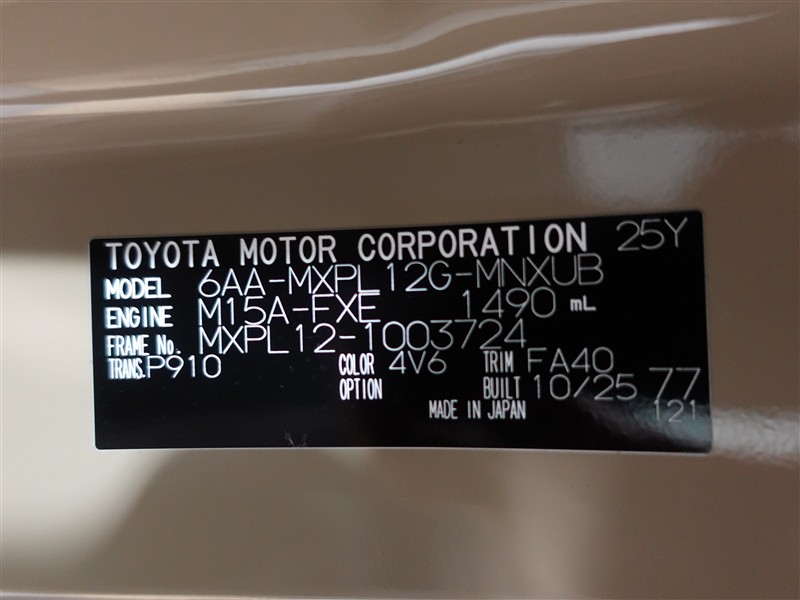 TOYOTA MOTOR CORPORATION 25Y
MODEL 6AA-MXPL12G-MNXUB
ENGINE M15A-FXE 1490 mL
FRAME No. MXPL12-1003724
TRANS. P910 COLOR 4V6 TRIM FA40
OPTION BUILT 10/25 77
MADE IN JAPAN 121